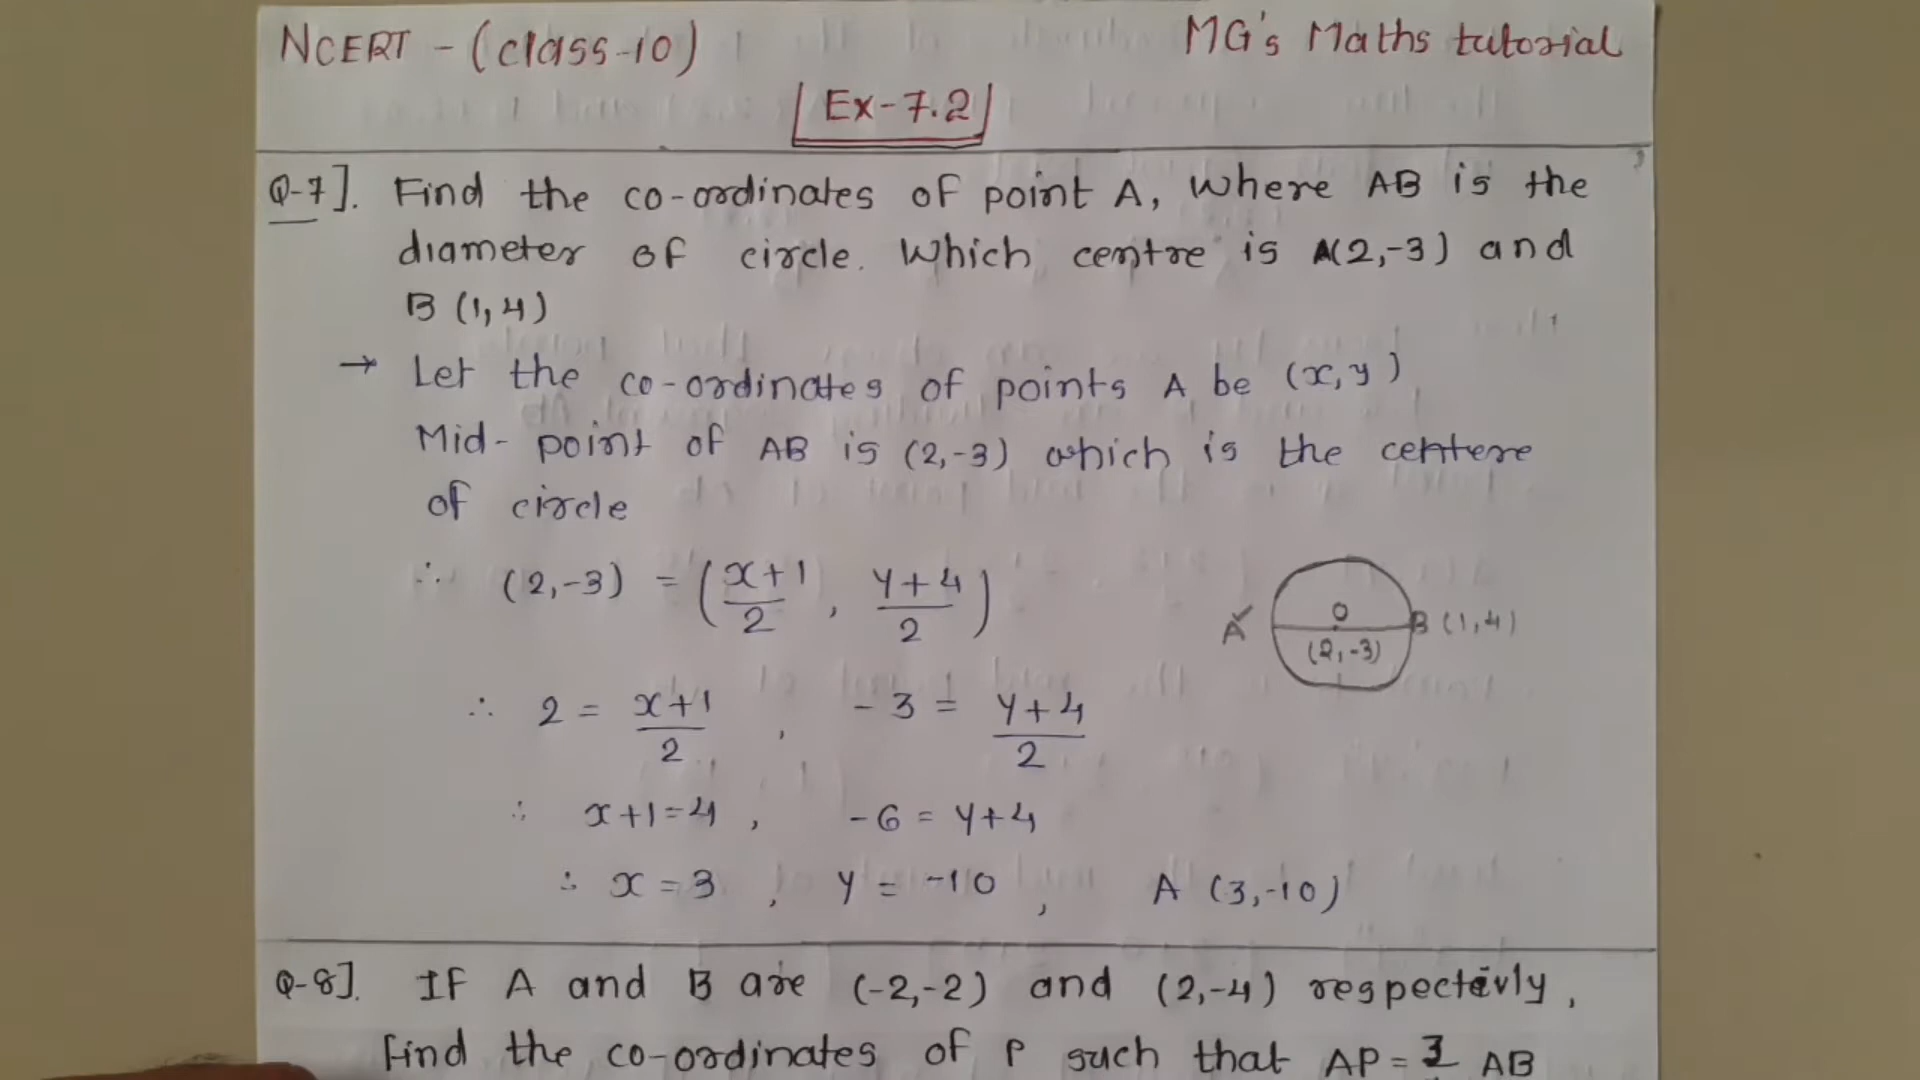 NCERT - (class-10) MG's Maths tutorial
Ex-7.2
Q-7]. Find the co-ordinates of point A, where AB is the
diameter of circle. Which centre is A(2,-3) and
B (1,4)
→ Let the co-ordinates of points A be (x,y)
Mid-point of AB is (2,-3) which is the centere
of circle
∴ (2,-3) = (x+1/2, y+4/2)
A O B (1,4)
(2,-3)
∴ 2 = x+1/2 , -3 = y+4/2
∴ x+1=4 , -6 = y+4
∴ x = 3 , y = -10 , A (3,-10)
Q-8]. If A and B are (-2,-2) and (2,-4) respectivly,
Find the co-ordinates of P such that AP = 3 AB